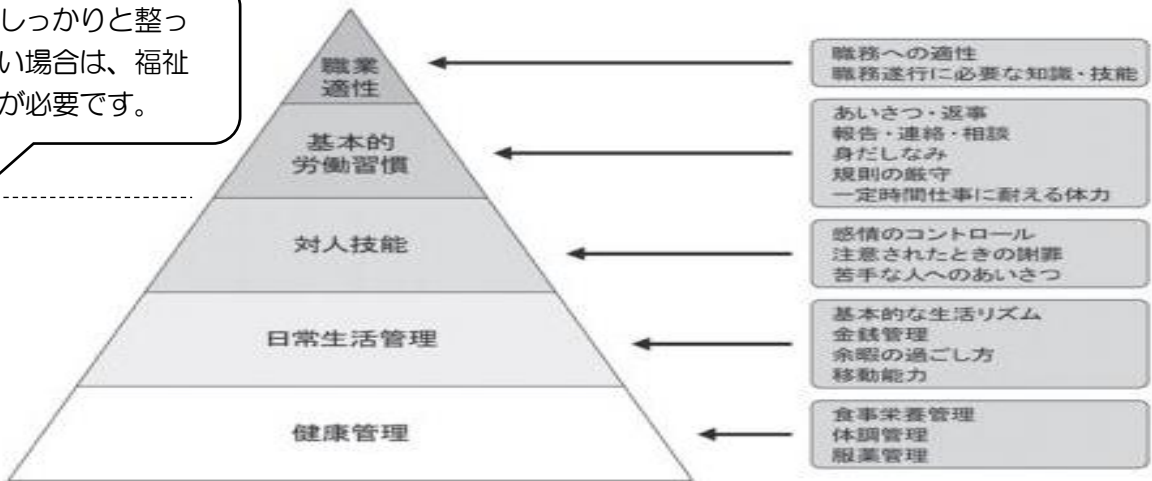 しっかりと整っ
い場合は、福祉
が必要です。
職業
適性
職務への適性
職務遂行に必要な知識・技能
基本的
労働習慣
あいさつ・返事
報告・連絡・相談
身だしなみ
規則の厳守
一定時間仕事に耐える体力
対人技能
感情のコントロール
注意されたときの謝罪
苦手な人へのあいさつ
日常生活管理
基本的な生活リズム
金銭管理
余暇の過ごし方
移動能力
健康管理
食事栄養管理
体調管理
服薬管理